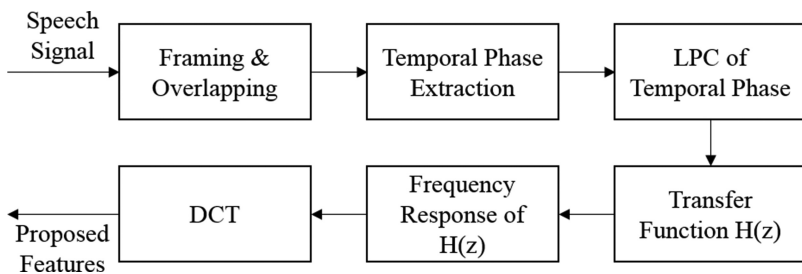 Speech
Signal
Framing &
Overlapping
Temporal Phase
Extraction
LPC of
Temporal Phase
Transfer
Function H(z)
Frequency
Response of
H(z)
DCT
Proposed
Features